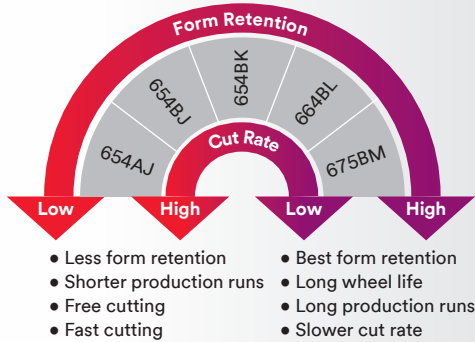 Form Retention
654AJ
654BJ
654BK
664BL
675BM
Cut Rate
Low
High
Low
High
● Less form retention
● Shorter production runs
● Free cutting
● Fast cutting
● Best form retention
● Long wheel life
● Long production runs
● Slower cut rate